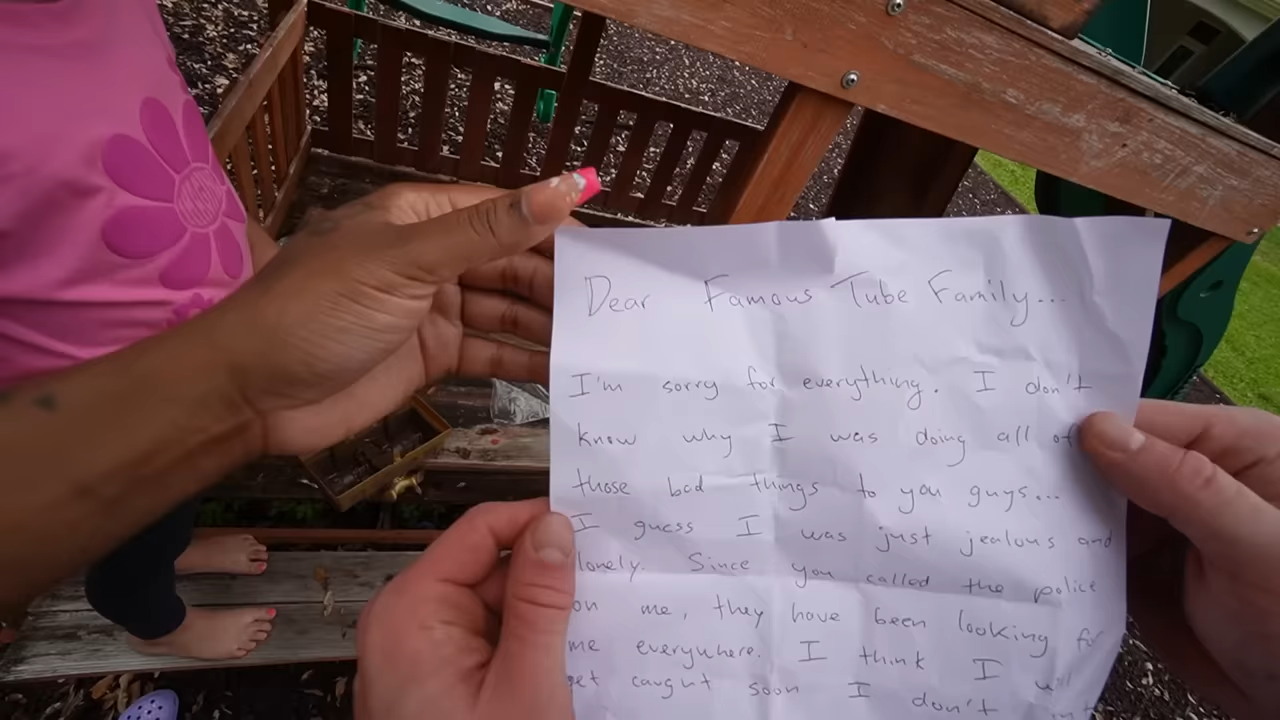 Dear Famous Tube Family...
I'm sorry for everything. I don't
know why I was doing all of
those bad things to you guys...
I guess I was just jealous and
lonely. Since you called the police
on me, they have been looking for
me everywhere. I think I
get caught soon I don't